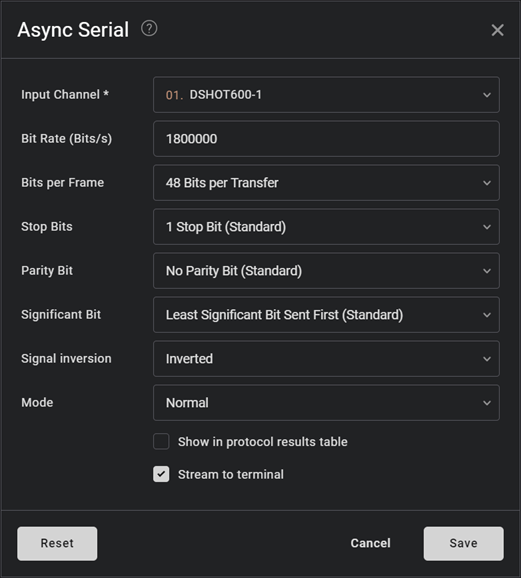 Async Serial ?
Input Channel * 01. DSHOT600-1
Bit Rate (Bits/s) 1800000
Bits per Frame 48 Bits per Transfer
Stop Bits 1 Stop Bit (Standard)
Parity Bit No Parity Bit (Standard)
Significant Bit Least Significant Bit Sent First (Standard)
Signal inversion Inverted
Mode Normal
Show in protocol results table
Stream to terminal
Reset Cancel Save